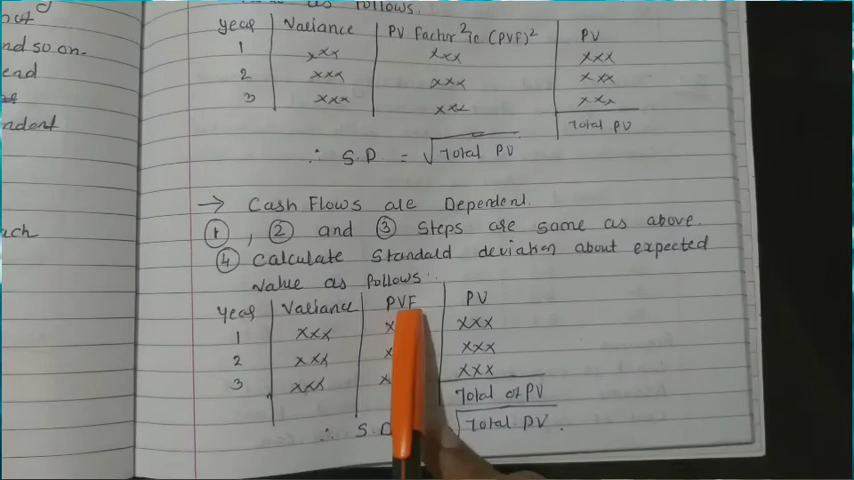 as follows.
nd so on.
end
ndent
ach
Year Variance PV Factor² ie (PVF)² PV
1 xxx xxx xxx
2 xxx xxx xxx
3 xxx xxx xxx
Total PV
∴ S.D = √Total PV
→ Cash Flows are Dependent.
①, ② and ③ Steps are same as above.
④ Calculate Standard deviation about expected
value as follows:
Year Variance PVF PV
1 xxx x xxx
2 xxx x xxx
3 xxx x xxx
Total of PV
∴ S.D √Total PV.